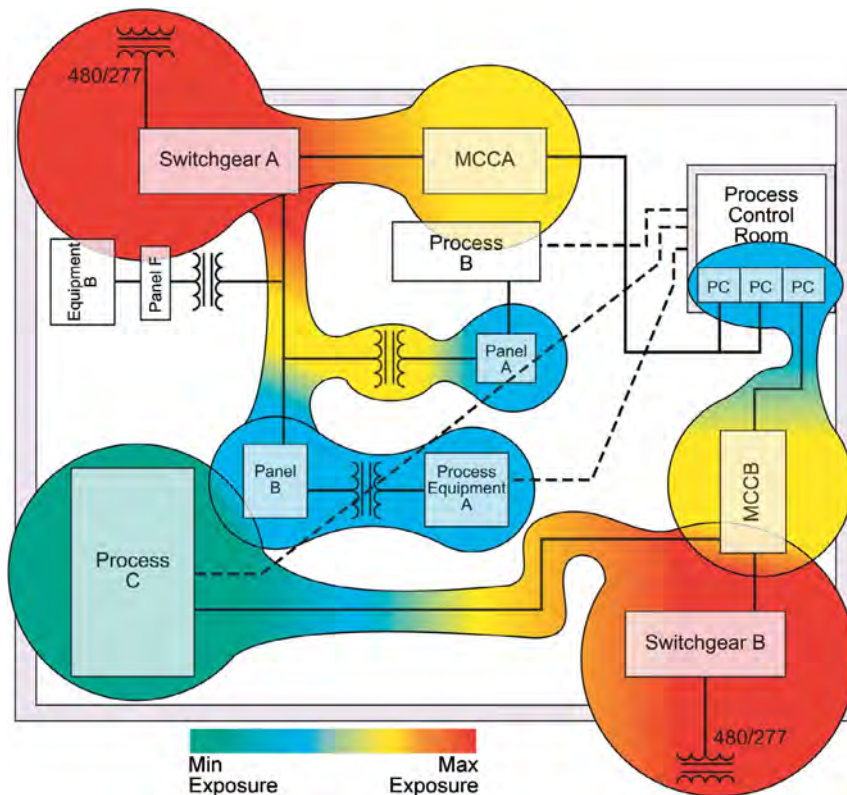 480/277
Switchgear A
MCCA
Process
Control
Room
Process
B
Equipment
B
Panel F
PC
PC
PC
Panel
A
Panel
B
Process
Equipment
A
MCCB
Process
C
Switchgear B
480/277
Min
Exposure
Max
Exposure